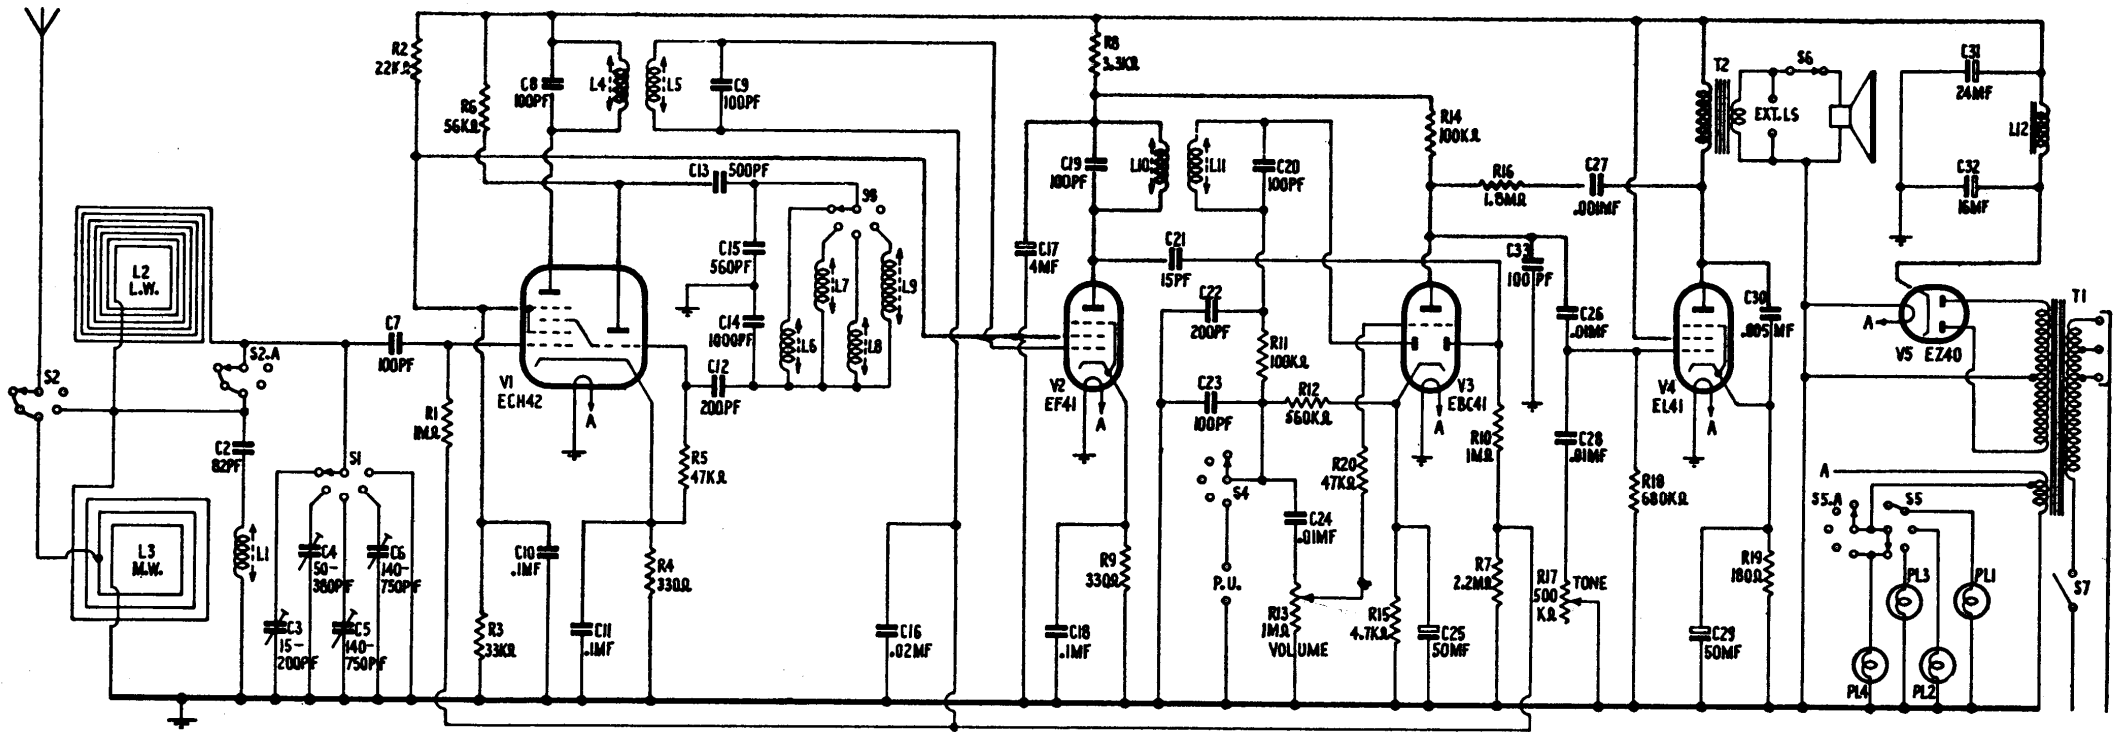 R2
22KΩ
R6
56KΩ
C8
100PF
L4
L5
C9
100PF
C13
500PF
C15
560PF
C14
1000PF
C12
200PF
L6
L7
L8
L9
L2
L.W.
L3
M.W.
S2
S2.A
C2
82PF
L1
C7
100PF
R1
1MΩ
S1
C3
15-
200PF
C4
50-
380PF
C5
140-
750PF
C6
140-
750PF
V1
ECH42
A
R3
33KΩ
C10
.1MF
C11
.1MF
R4
330Ω
R5
47KΩ
C16
.02MF
R8
3.3KΩ
C17
4MF
C19
100PF
L10
L11
C20
100PF
C21
15PF
C22
200PF
C23
100PF
R11
100KΩ
R12
560KΩ
V2
EF41
A
C18
.1MF
R9
330Ω
S4
P.U.
C24
.01MF
R13
1MΩ
VOLUME
R20
47KΩ
R15
4.7KΩ
C25
50MF
R14
100KΩ
R16
1.8MΩ
C27
.001MF
C33
100PF
V3
EBC41
A
R10
1MΩ
R7
2.2MΩ
C26
.01MF
C28
.01MF
R17
500
KΩ
TONE
R18
680KΩ
V4
EL41
A
C30
.005MF
C29
50MF
R19
180Ω
T2
S6
EXT.LS
C31
24MF
C32
16MF
L12
V5 EZ40
A
T1
A
S5.A
S5
PL3
PL1
PL4
PL2
S7